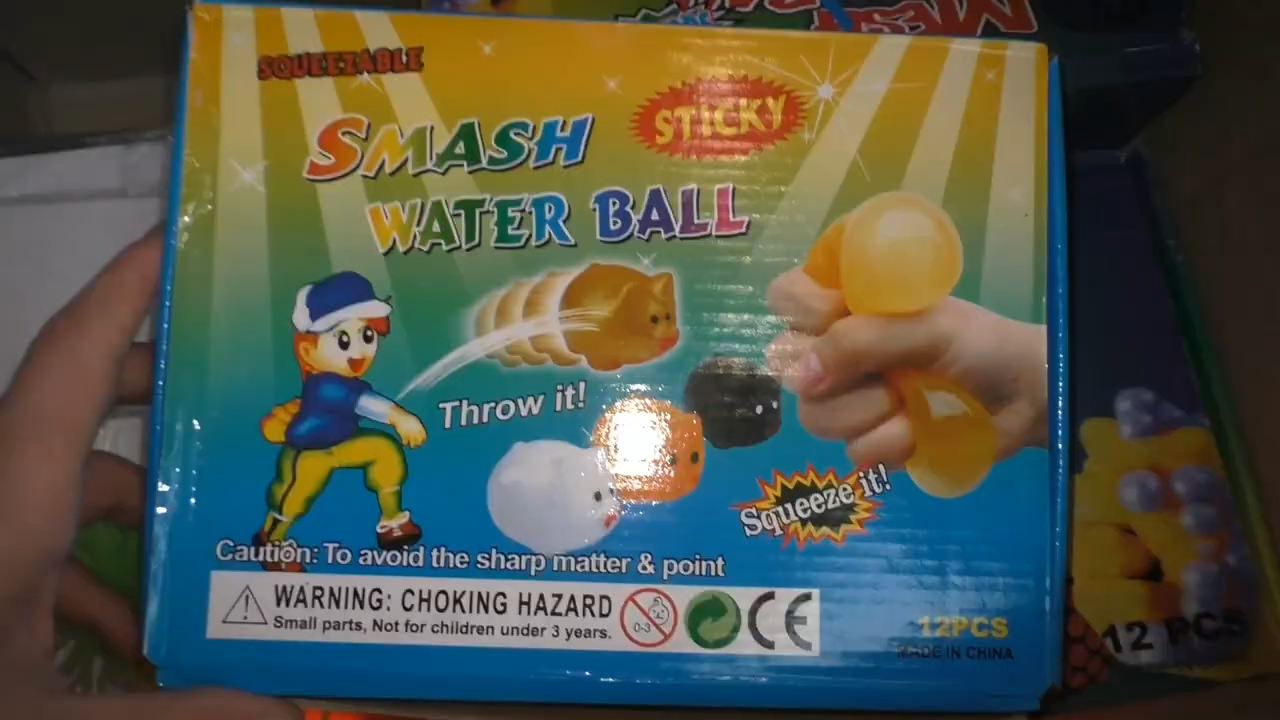 SQUEEZABLE
STICKY
SMASH
WATER BALL
Throw it!
Squeeze it!
Caution: To avoid the sharp matter & point
WARNING: CHOKING HAZARD
Small parts, Not for children under 3 years.
0-3
CE
12PCS
MADE IN CHINA
12 PCS